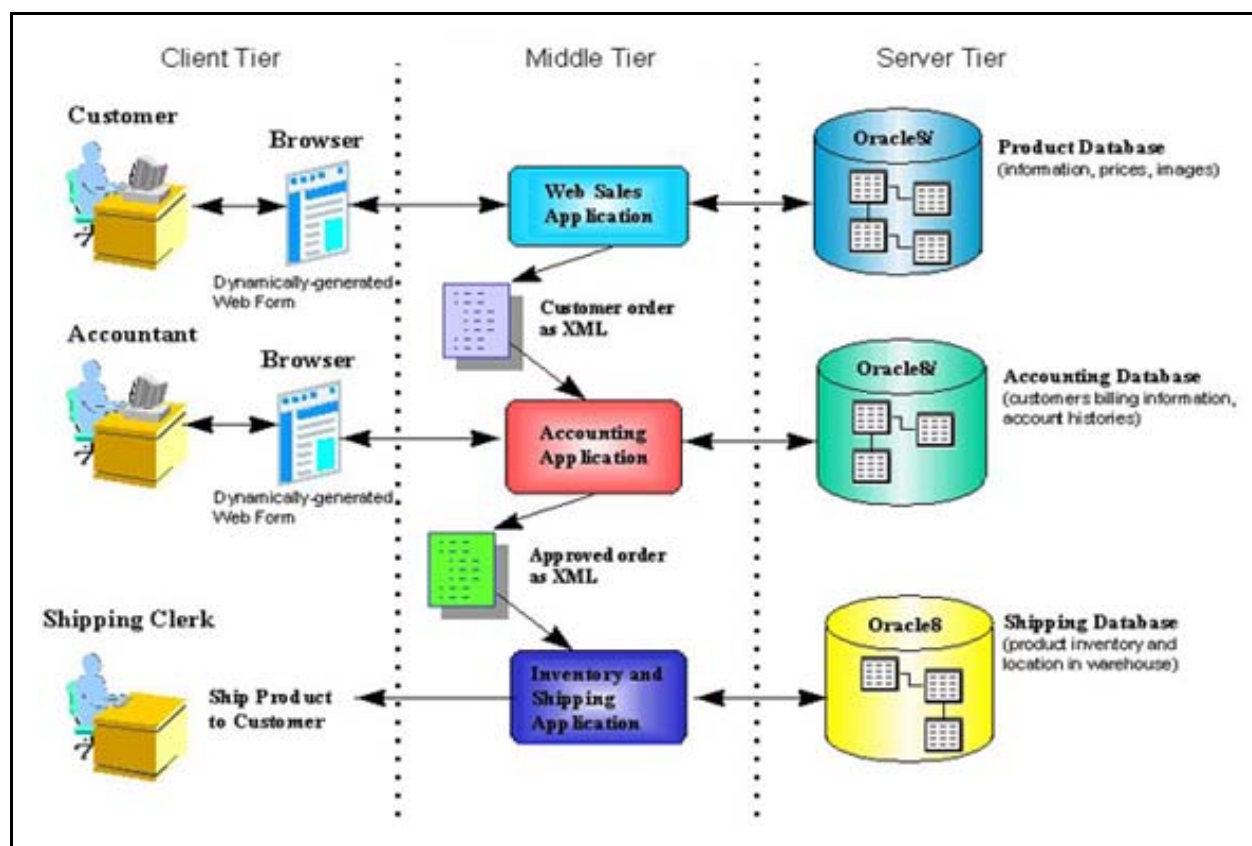 Client Tier
Middle Tier
Server Tier
Customer
Browser
Dynamically-generated
Web Form
Web Sales
Application
Oracle8i
Product Database
(information, prices, images)
Customer order
as XML
Accountant
Browser
Dynamically-generated
Web Form
Accounting
Application
Oracle8i
Accounting Database
(customers billing information,
account histories)
Approved order
as XML
Shipping Clerk
Ship Product
to Customer
Inventory and
Shipping
Application
Oracle8
Shipping Database
(product inventory and
location in warehouse)